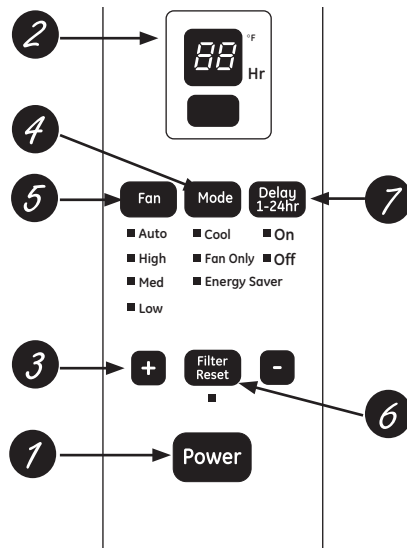 2
88 °F
Hr
4
5 Fan Mode Delay 1-24hr 7
Auto Cool On
High Fan Only Off
Med Energy Saver
Low
3 + Filter Reset -
6
1 Power